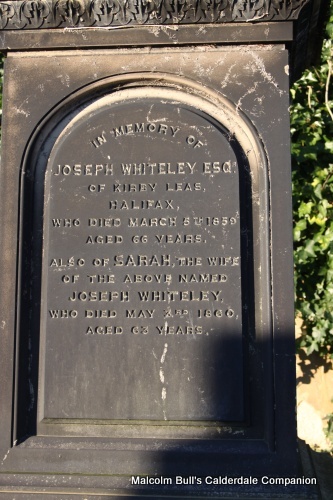 IN MEMORY OF
JOSEPH WHITELEY ESQ.
OF KIRBY LEAS,
HALIFAX,
WHO DIED MARCH 5TH 1859
AGED 66 YEARS.
ALSO OF SARAH, THE WIFE
OF THE ABOVE NAMED
JOSEPH WHITELEY,
WHO DIED MAY 1860,
AGED 63 YEARS.
Malcolm Bull's Calderdale Companion